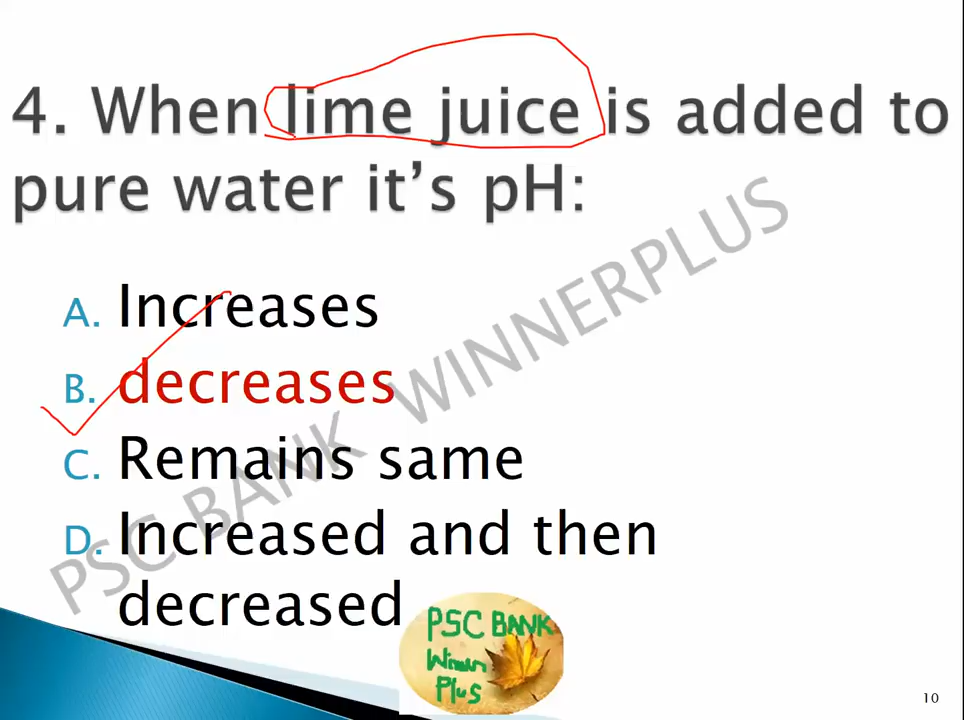 4. When lime juice is added to
pure water it’s pH:
A. Increases
B. decreases
C. Remains same
D. Increased and then
decreased
PSC BANK WINNERPLUS
PSC BANK
Winner
Plus
10